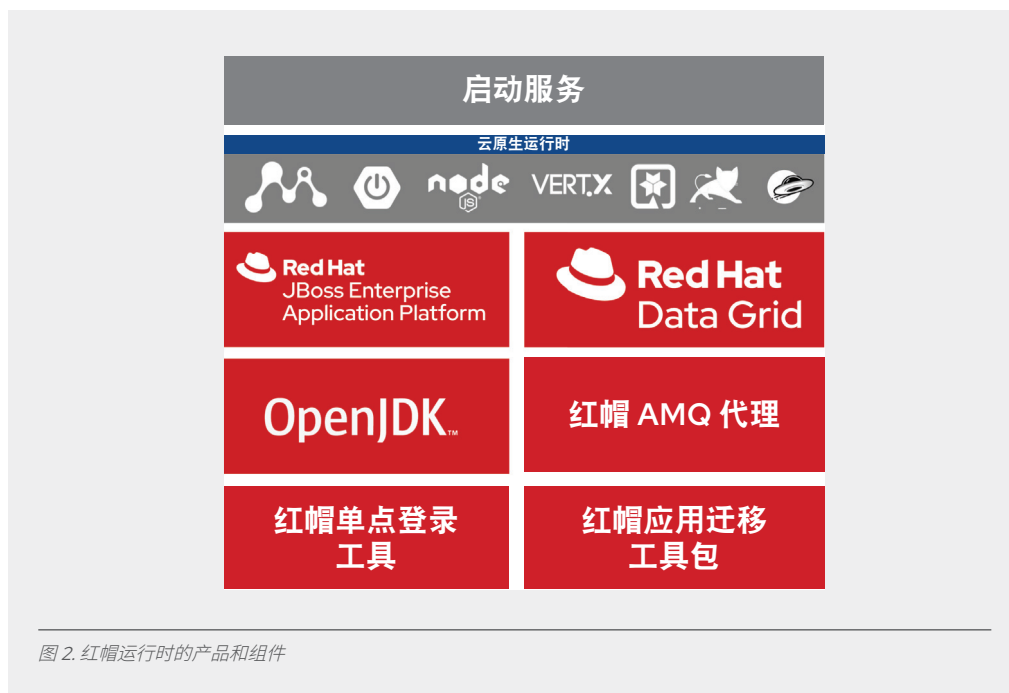 启动服务
云原生运行时
node
JS
VERT.X
Red Hat
JBoss Enterprise
Application Platform
Red Hat
Data Grid
OpenJDK™
红帽 AMQ 代理
红帽单点登录
工具
红帽应用迁移
工具包
图 2. 红帽运行时的产品和组件